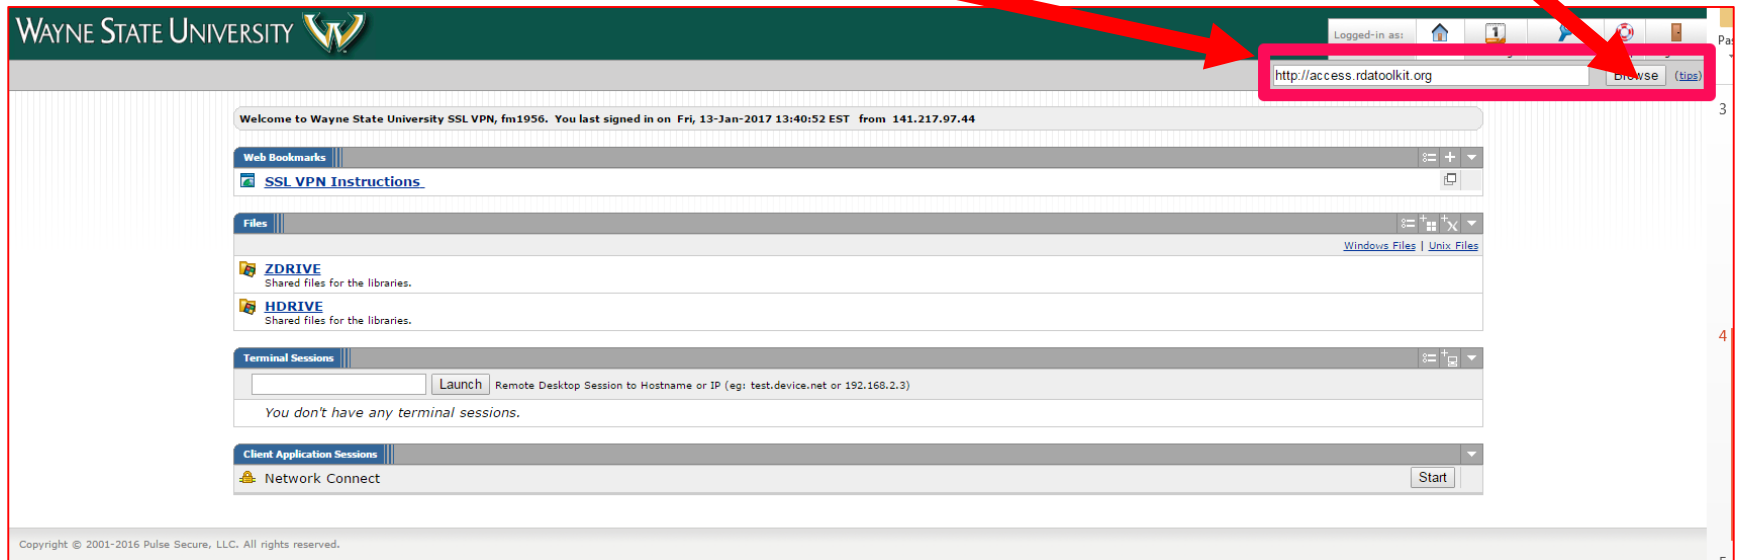 WAYNE STATE UNIVERSITY
Logged-in as:
Pa
http://access.rdatoolkit.org Browse (tips)
3
Welcome to Wayne State University SSL VPN, fm1956. You last signed in on Fri, 13-Jan-2017 13:40:52 EST from 141.217.97.44
Web Bookmarks
SSL VPN Instructions
Files
Windows Files | Unix Files
ZDRIVE
Shared files for the libraries.
HDRIVE
Shared files for the libraries.
4
Terminal Sessions
Launch Remote Desktop Session to Hostname or IP (eg: test.device.net or 192.168.2.3)
You don't have any terminal sessions.
Client Application Sessions
Network Connect Start
Copyright © 2001-2016 Pulse Secure, LLC. All rights reserved.